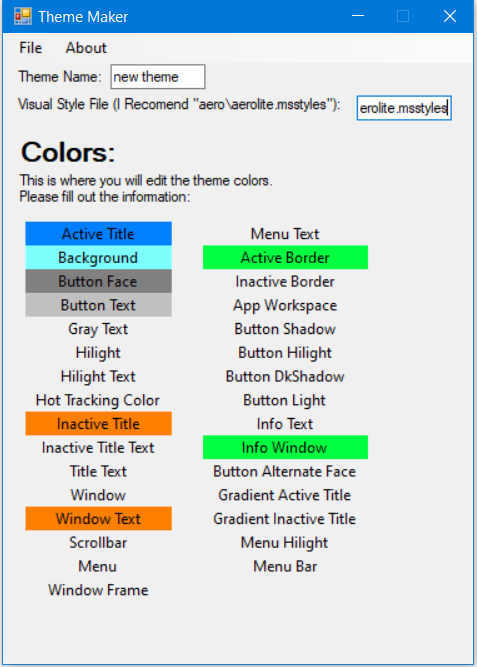 Theme Maker
File About
Theme Name: new theme
Visual Style File (I Recomend "aero\aerolite.msstyles"): erolite.msstyles
Colors:
This is where you will edit the theme colors.
Please fill out the information:
Active Title
Background
Button Face
Button Text
Gray Text
Hilight
Hilight Text
Hot Tracking Color
Inactive Title
Inactive Title Text
Title Text
Window
Window Text
Scrollbar
Menu
Window Frame
Menu Text
Active Border
Inactive Border
App Workspace
Button Shadow
Button Hilight
Button DkShadow
Button Light
Info Text
Info Window
Button Alternate Face
Gradient Active Title
Gradient Inactive Title
Menu Hilight
Menu Bar